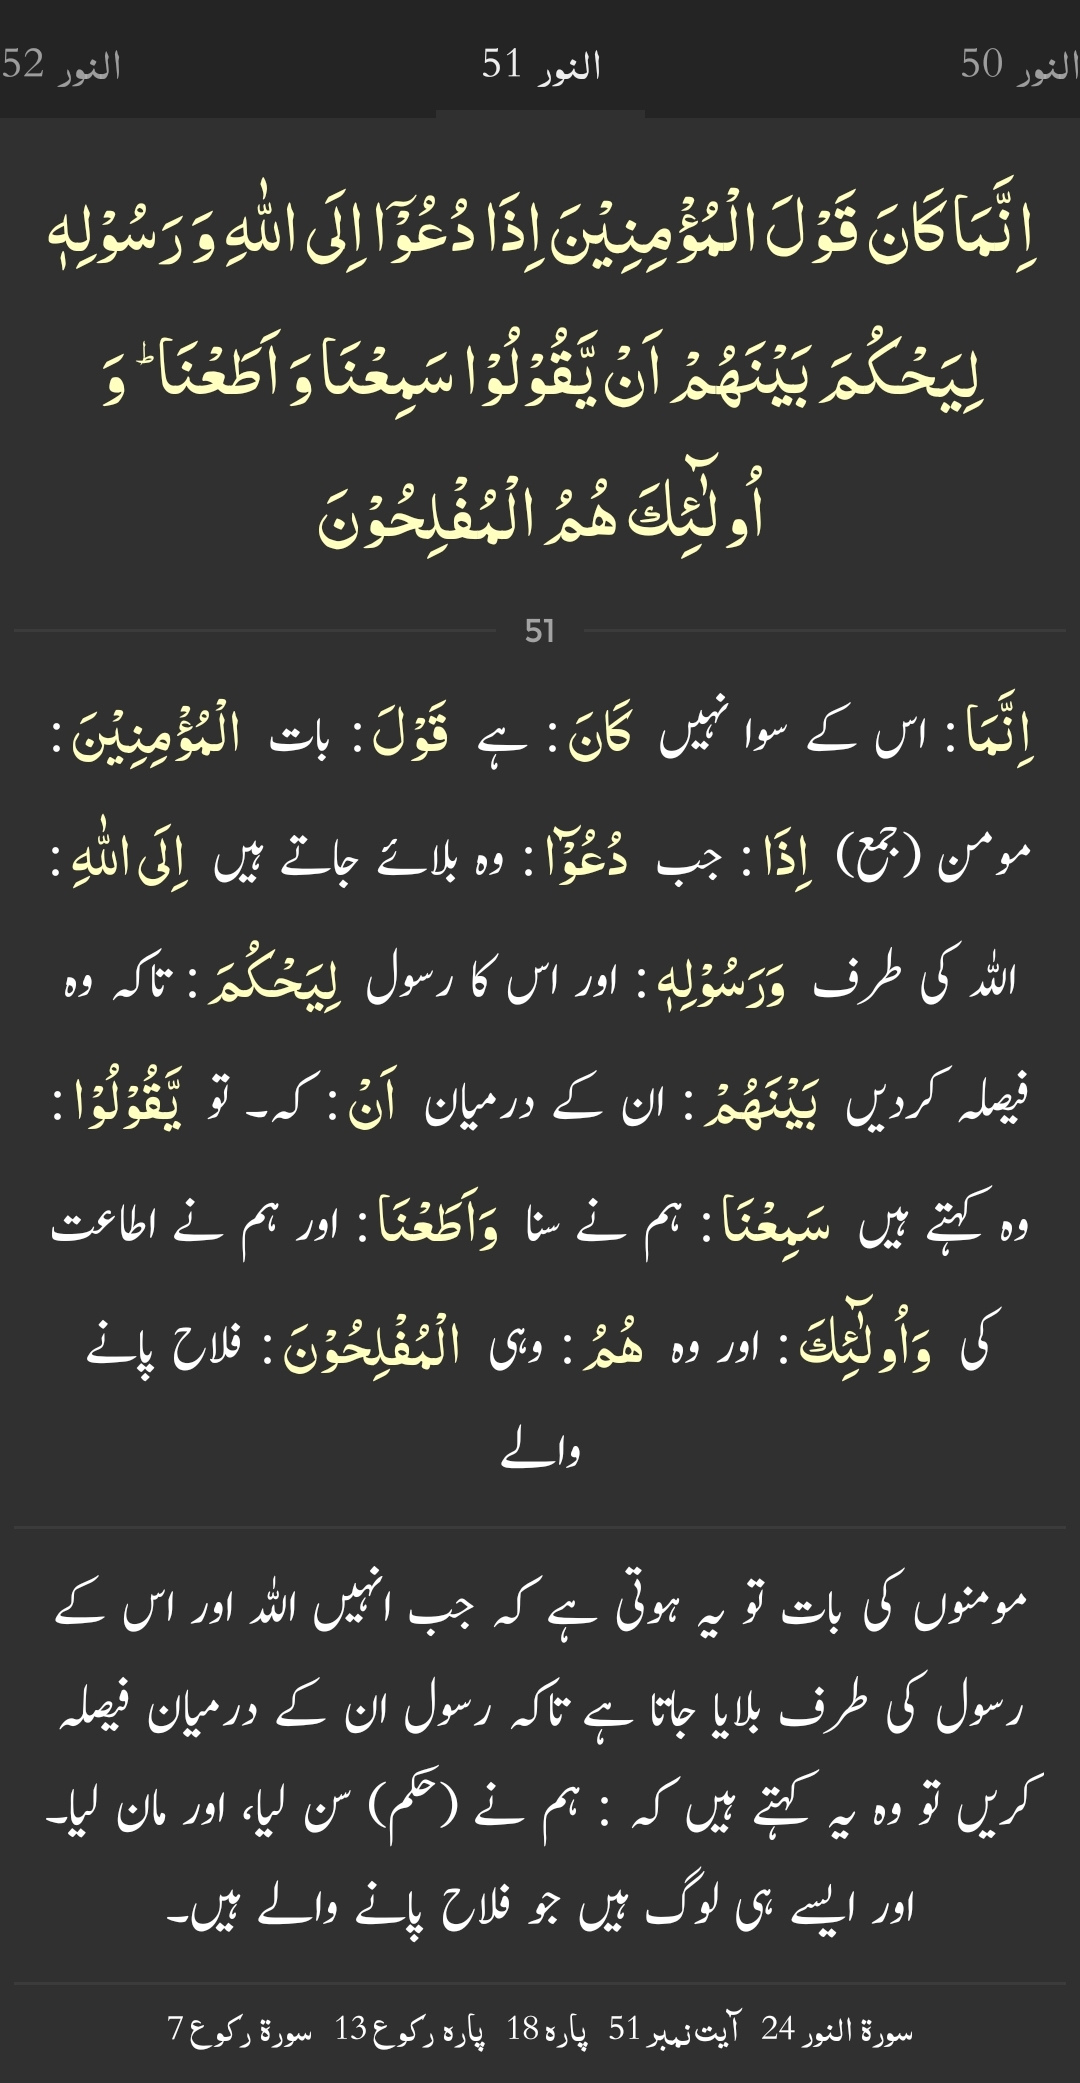 النور 50 النور 51 النور 52
اِنَّمَا كَانَ قَوْلَ الْمُؤْمِنِيْنَ اِذَا دُعُوْۤا اِلَى اللّٰهِ وَ رَسُوْلِهٖ
لِيَحْكُمَ بَيْنَهُمْ اَنْ يَّقُوْلُوْا سَمِعْنَا وَ اَطَعْنَا ؕ وَ
اُولٰٓئِكَ هُمُ الْمُفْلِحُوْنَ
51
اِنَّمَا : اس کے سوا نہیں كَانَ : ہے قَوْلَ : بات الْمُؤْمِنِيْنَ :
مومن (جمع) اِذَا : جب دُعُوْٓا : وہ بلائے جاتے ہیں اِلَى اللّٰهِ :
اللہ کی طرف وَرَسُوْلِهٖ : اور اس کا رسول لِيَحْكُمَ : تاکہ وہ
فیصلہ کردیں بَيْنَهُمْ : ان کے درمیان اَنْ : کہ۔ تو يَّقُوْلُوْا :
وہ کہتے ہیں سَمِعْنَا : ہم نے سنا وَاَطَعْنَا : اور ہم نے اطاعت
کی وَاُولٰٓئِكَ : اور وہ هُمُ : وہی الْمُفْلِحُوْنَ : فلاح پانے
والے
مومنوں کی بات تو یہ ہوتی ہے کہ جب انہیں اللہ اور اس کے
رسول کی طرف بلایا جاتا ہے تاکہ رسول ان کے درمیان فیصلہ
کریں تو وہ یہ کہتے ہیں کہ : ہم نے (حکم) سن لیا، اور مان لیا۔
اور ایسے ہی لوگ ہیں جو فلاح پانے والے ہیں۔
سورۃ النور 24 آیت نمبر 51 پارہ 18 پارہ رکوع 13 سورۃ رکوع 7